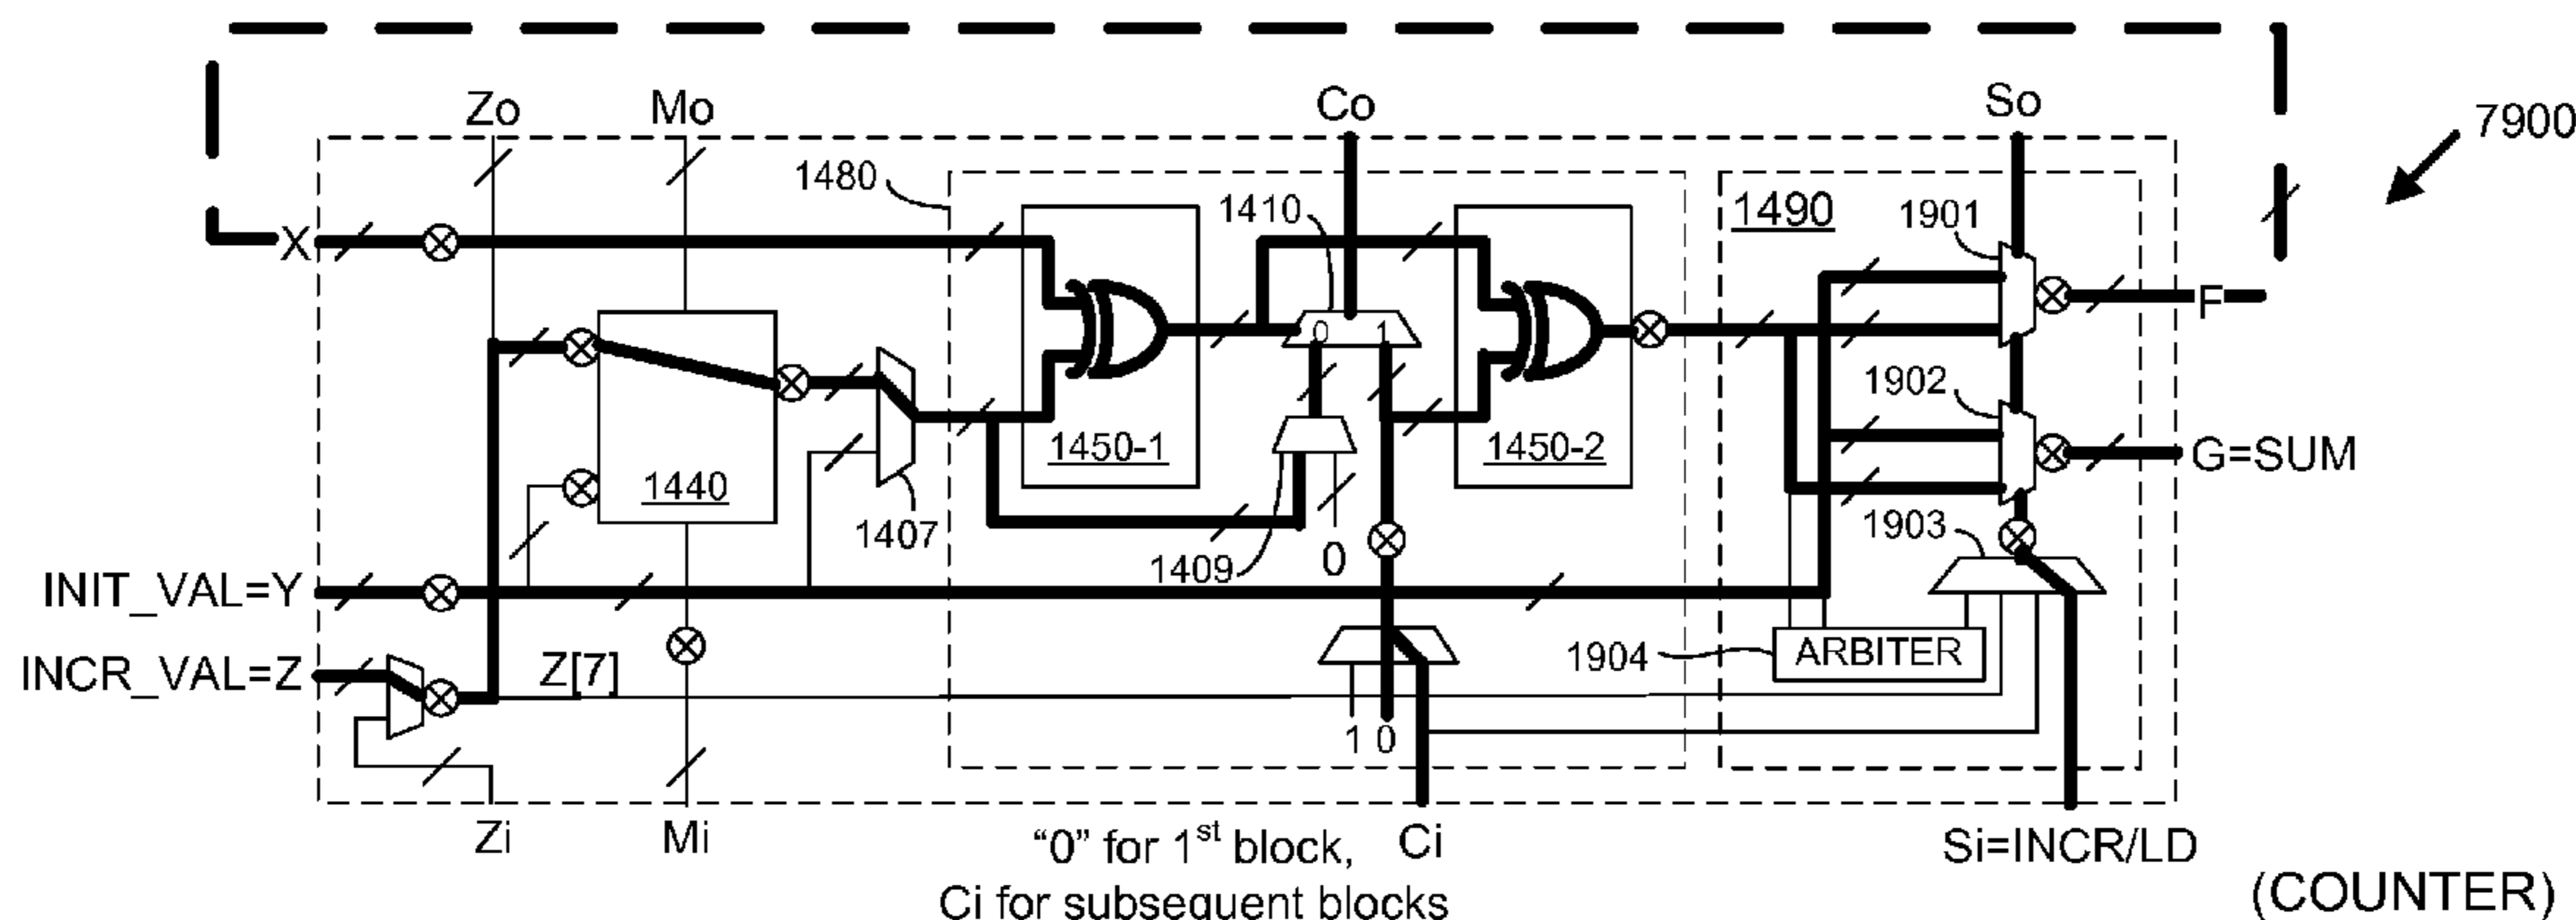 Zo
Mo
Co
So
7900
1480
1410
1490
1901
X
F
0 1
1902
1450-1
1450-2
G=SUM
1440
1407
1903
1409
0
INIT_VAL=Y
INCR_VAL=Z
Z[7]
1904
ARBITER
1 0
Zi
Mi
"0" for 1st block,
Ci for subsequent blocks
Ci
Si=INCR/LD
(COUNTER)